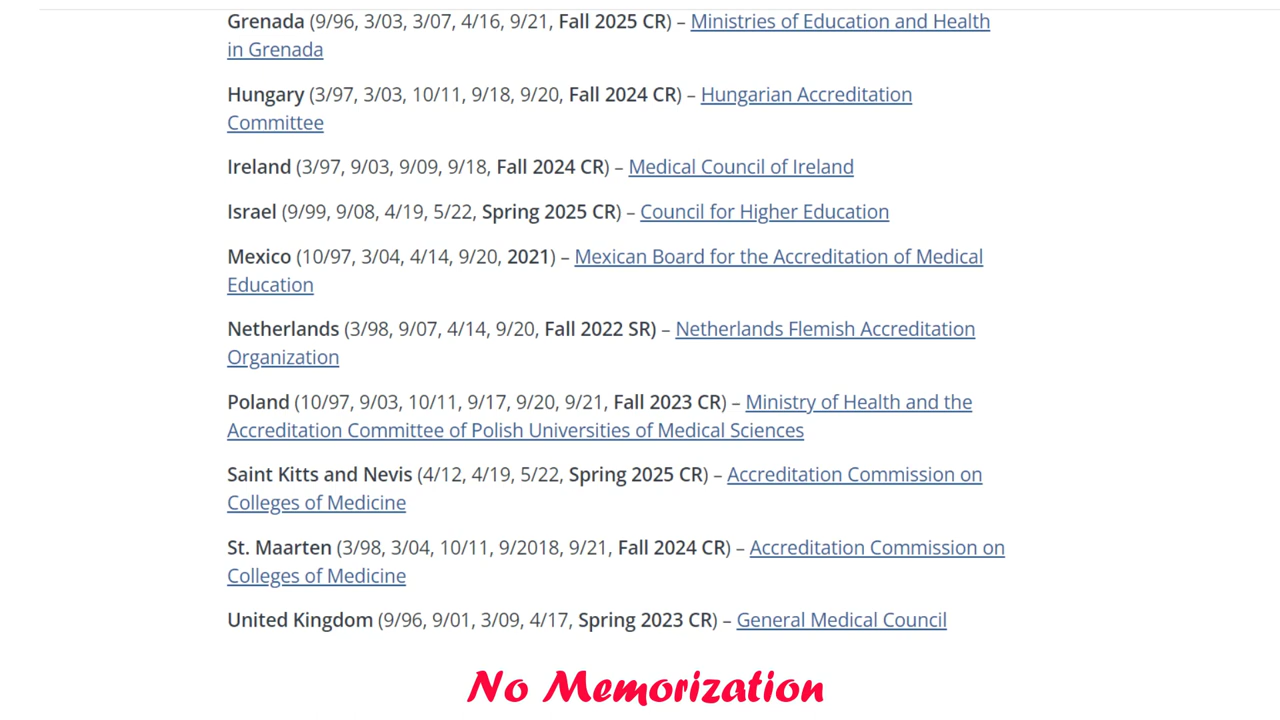 Grenada (9/96, 3/03, 3/07, 4/16, 9/21, Fall 2025 CR) – Ministries of Education and Health
in Grenada
Hungary (3/97, 3/03, 10/11, 9/18, 9/20, Fall 2024 CR) – Hungarian Accreditation
Committee
Ireland (3/97, 9/03, 9/09, 9/18, Fall 2024 CR) – Medical Council of Ireland
Israel (9/99, 9/08, 4/19, 5/22, Spring 2025 CR) – Council for Higher Education
Mexico (10/97, 3/04, 4/14, 9/20, 2021) – Mexican Board for the Accreditation of Medical
Education
Netherlands (3/98, 9/07, 4/14, 9/20, Fall 2022 SR) – Netherlands Flemish Accreditation
Organization
Poland (10/97, 9/03, 10/11, 9/17, 9/20, 9/21, Fall 2023 CR) – Ministry of Health and the
Accreditation Committee of Polish Universities of Medical Sciences
Saint Kitts and Nevis (4/12, 4/19, 5/22, Spring 2025 CR) – Accreditation Commission on
Colleges of Medicine
St. Maarten (3/98, 3/04, 10/11, 9/2018, 9/21, Fall 2024 CR) – Accreditation Commission on
Colleges of Medicine
United Kingdom (9/96, 9/01, 3/09, 4/17, Spring 2023 CR) – General Medical Council
No Memorization